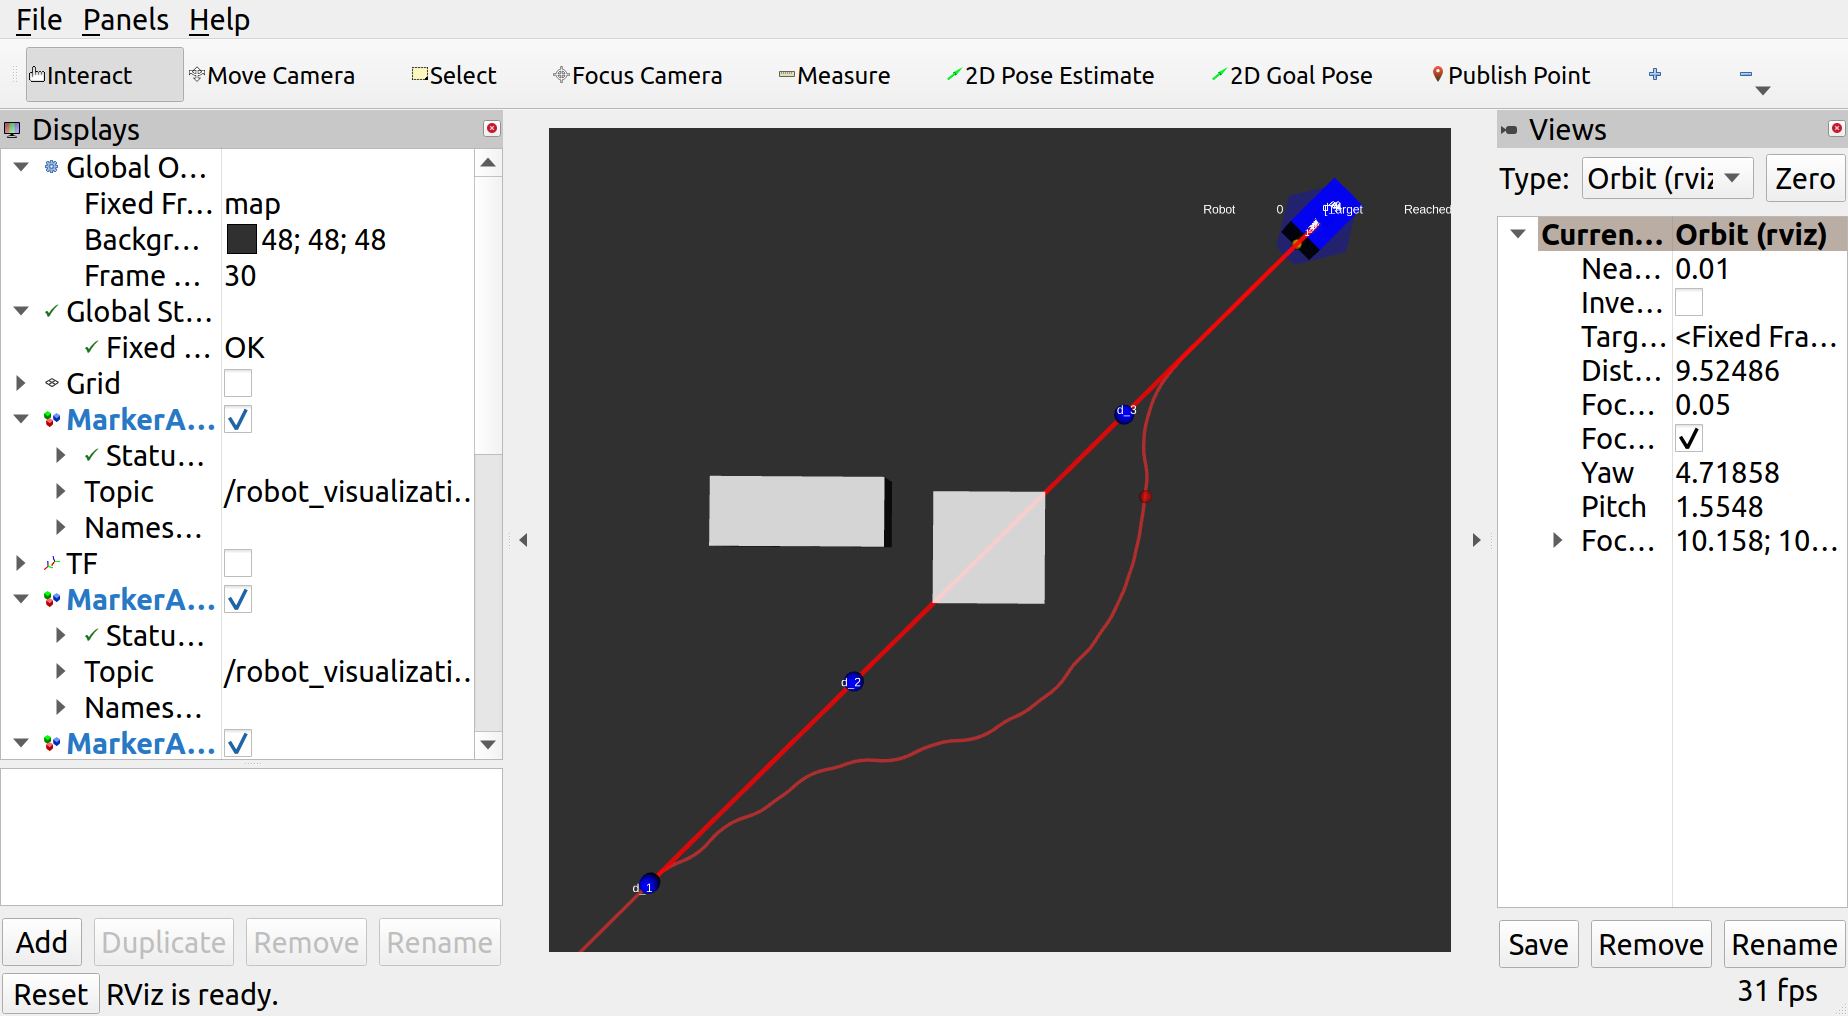 File Panels Help
Interact Move Camera Select Focus Camera Measure 2D Pose Estimate 2D Goal Pose Publish Point
Displays
Global O...
Fixed Fr... map
Backgr... 48; 48; 48
Frame ... 30
Global St...
Fixed ... OK
Grid
MarkerA...
Statu...
Topic /robot_visualizati...
Names...
TF
MarkerA...
Statu...
Topic /robot_visualizati...
Names...
MarkerA...
Add Duplicate Remove Rename
Reset RViz is ready.
Robot 0 [Target Reached
d_3
d_2
d_1
Views
Type: Orbit (rviz Zero
Curren... Orbit (rviz)
Nea... 0.01
Inve...
Targ... <Fixed Fra...
Dist... 9.52486
Foc... 0.05
Foc...
Yaw 4.71858
Pitch 1.5548
Foc... 10.158; 10...
Save Remove Rename
31 fps